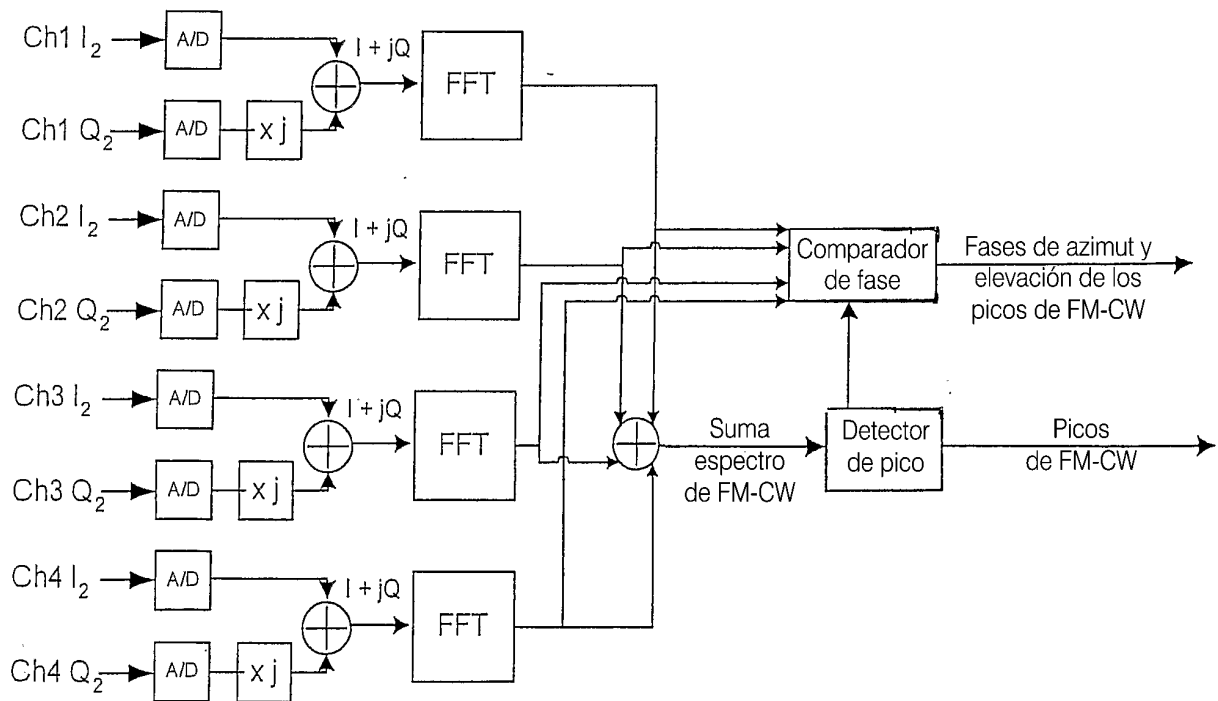 Ch1 I₂
A/D
I + jQ
FFT
Ch1 Q₂
A/D
x j
Ch2 I₂
A/D
I + jQ
FFT
Ch2 Q₂
A/D
x j
Comparador
de fase
Fases de azimut y
elevación de los
picos de FM-CW
Ch3 I₂
A/D
I + jQ
FFT
Ch3 Q₂
A/D
x j
Suma
espectro
de FM-CW
Detector
de pico
Picos
de FM-CW
Ch4 I₂
A/D
I + jQ
FFT
Ch4 Q₂
A/D
x j